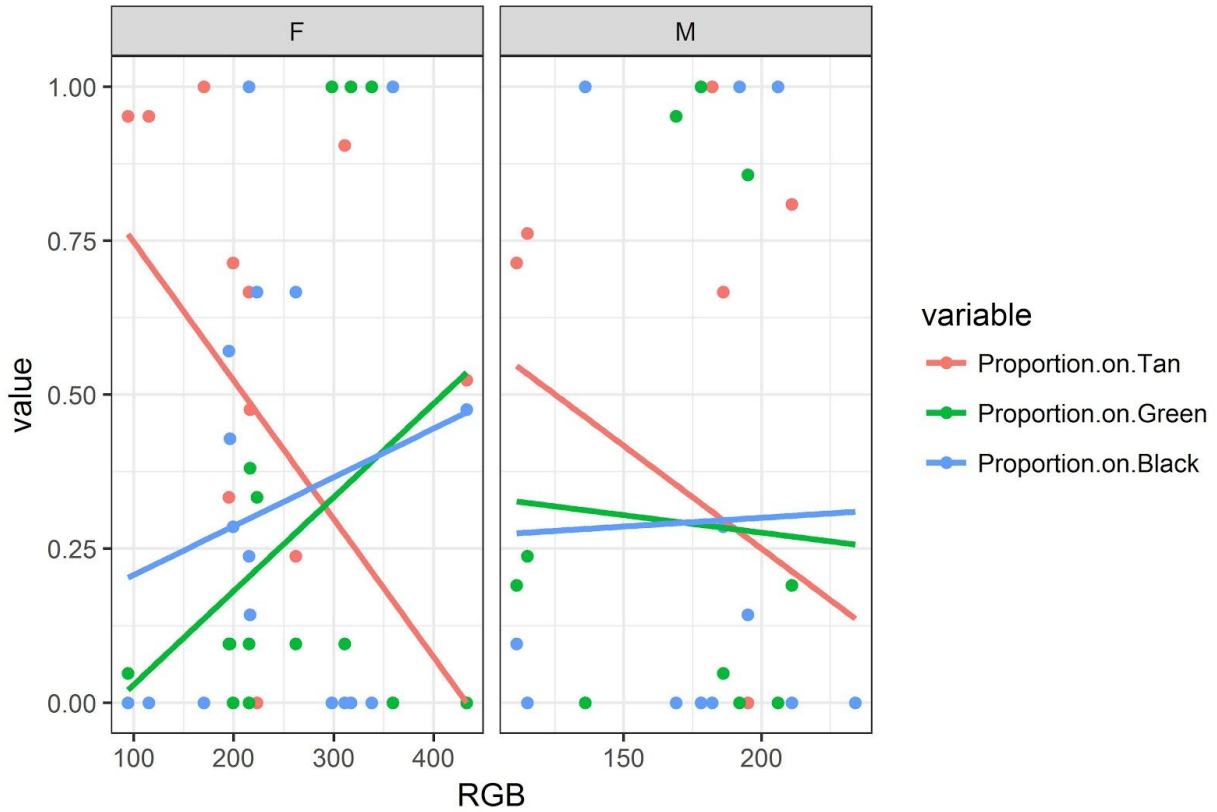 F
M
1.00
0.75
0.50
0.25
0.00
value
100 200 300 400
150 200
RGB
variable
Proportion.on.Tan
Proportion.on.Green
Proportion.on.Black